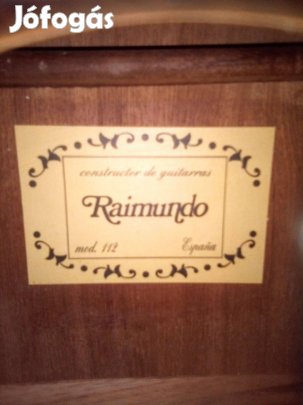 Jófogás
constructor de guitarras
Raimundo
mod. 112 España